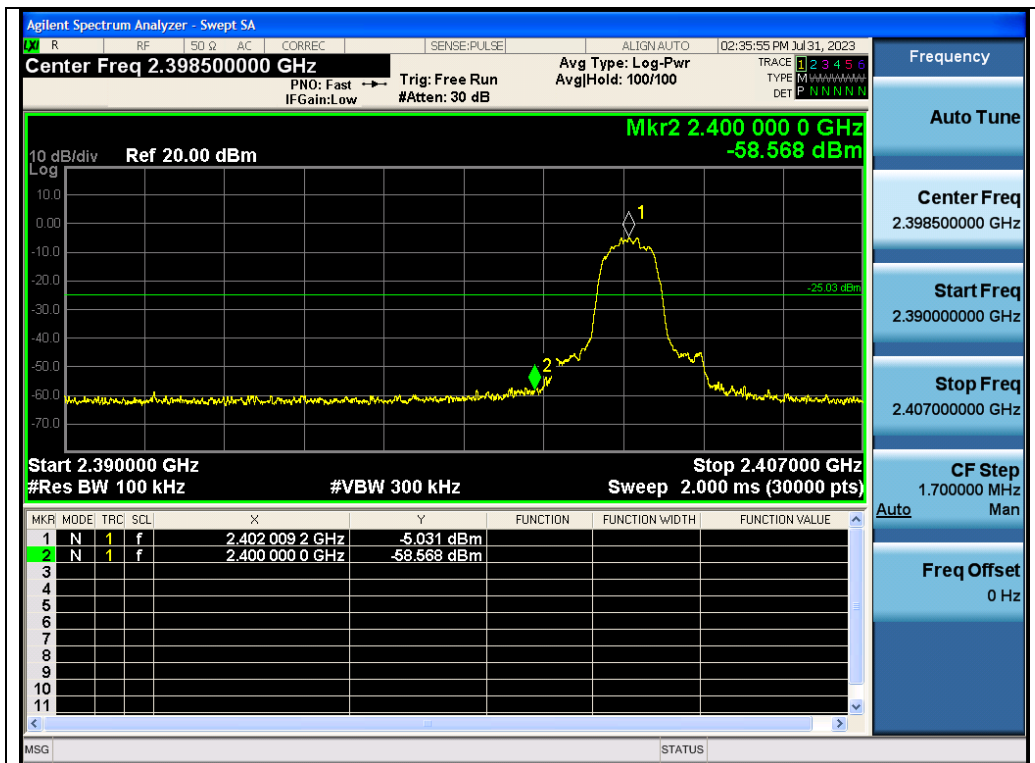 Agilent Spectrum Analyzer - Swept SA
LXI R RF 50 Ω AC CORREC SENSE:PULSE ALIGN AUTO 02:35:55 PM Jul 31, 2023
Center Freq 2.398500000 GHz
PNO: Fast
IFGain:Low
Trig: Free Run
#Atten: 30 dB
Avg Type: Log-Pwr
Avg|Hold: 100/100
TRACE 1 2 3 4 5 6
TYPE M
DET P N N N N N
Mkr2 2.400 000 0 GHz
-58.568 dBm
10 dB/div Ref 20.00 dBm
Log
10.0
0.00
-10.0
-20.0
-30.0
-40.0
-50.0
-60.0
-70.0
1
-25.03 dBm
2
Start 2.390000 GHz Stop 2.407000 GHz
#Res BW 100 kHz #VBW 300 kHz Sweep 2.000 ms (30000 pts)
MKR MODE TRC SCL X Y FUNCTION FUNCTION WIDTH FUNCTION VALUE
1 N 1 f 2.402 009 2 GHz -5.031 dBm
2 N 1 f 2.400 000 0 GHz -58.568 dBm
3
4
5
6
7
8
9
10
11
MSG STATUS
Frequency
Auto Tune
Center Freq
2.398500000 GHz
Start Freq
2.390000000 GHz
Stop Freq
2.407000000 GHz
CF Step
1.700000 MHz
Auto Man
Freq Offset
0 Hz